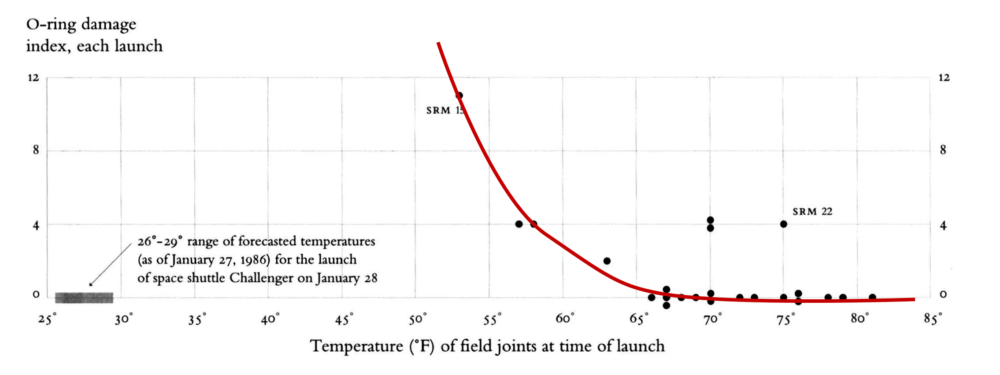 O-ring damage
index, each launch
12
12
SRM 15
8
8
SRM 22
4
4
26°-29° range of forecasted temperatures
(as of January 27, 1986) for the launch
of space shuttle Challenger on January 28
0
0
25° 30° 35° 40° 45° 50° 55° 60° 65° 70° 75° 80° 85°
Temperature (°F) of field joints at time of launch